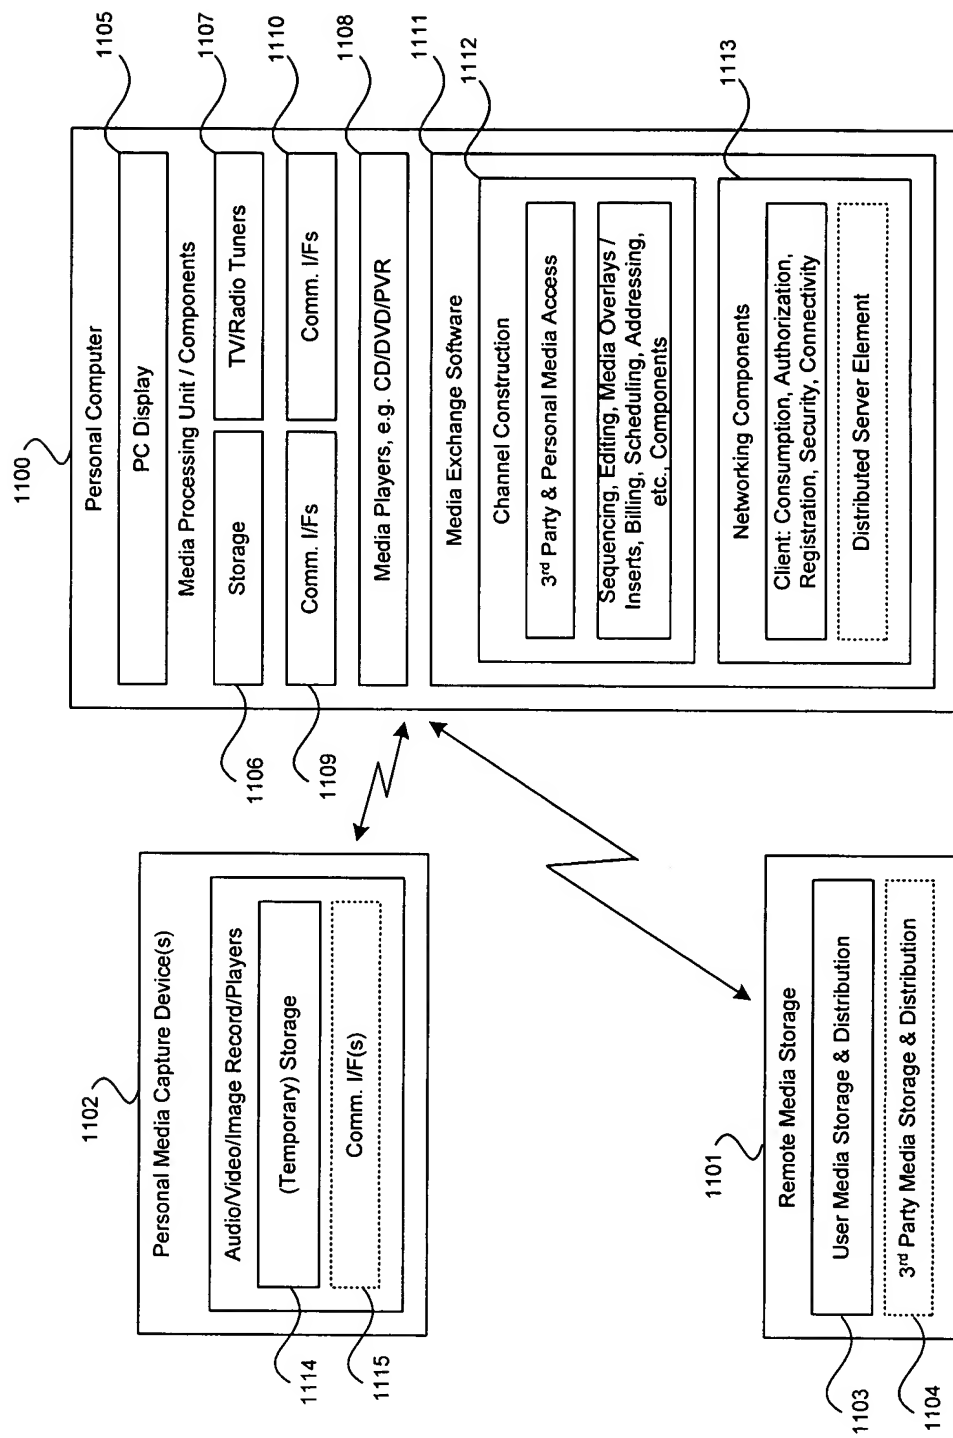 1102
Personal Media Capture Device(s)
Audio/Video/Image Record/Players
(Temporary) Storage
Comm. I/F(s)
1114
1115
1101
Remote Media Storage
User Media Storage & Distribution
3rd Party Media Storage & Distribution
1103
1104
1100
Personal Computer
PC Display
1105
Media Processing Unit / Components
Storage
TV/Radio Tuners
1106
1107
Comm. I/Fs
Comm. I/Fs
1109
1110
Media Players, e.g. CD/DVD/PVR
1108
Media Exchange Software
1111
Channel Construction
1112
3rd Party & Personal Media Access
Sequencing, Editing, Media Overlays /
Inserts, Billing, Scheduling, Addressing,
etc., Components
Networking Components
1113
Client: Consumption, Authorization,
Registration, Security, Connectivity
Distributed Server Element